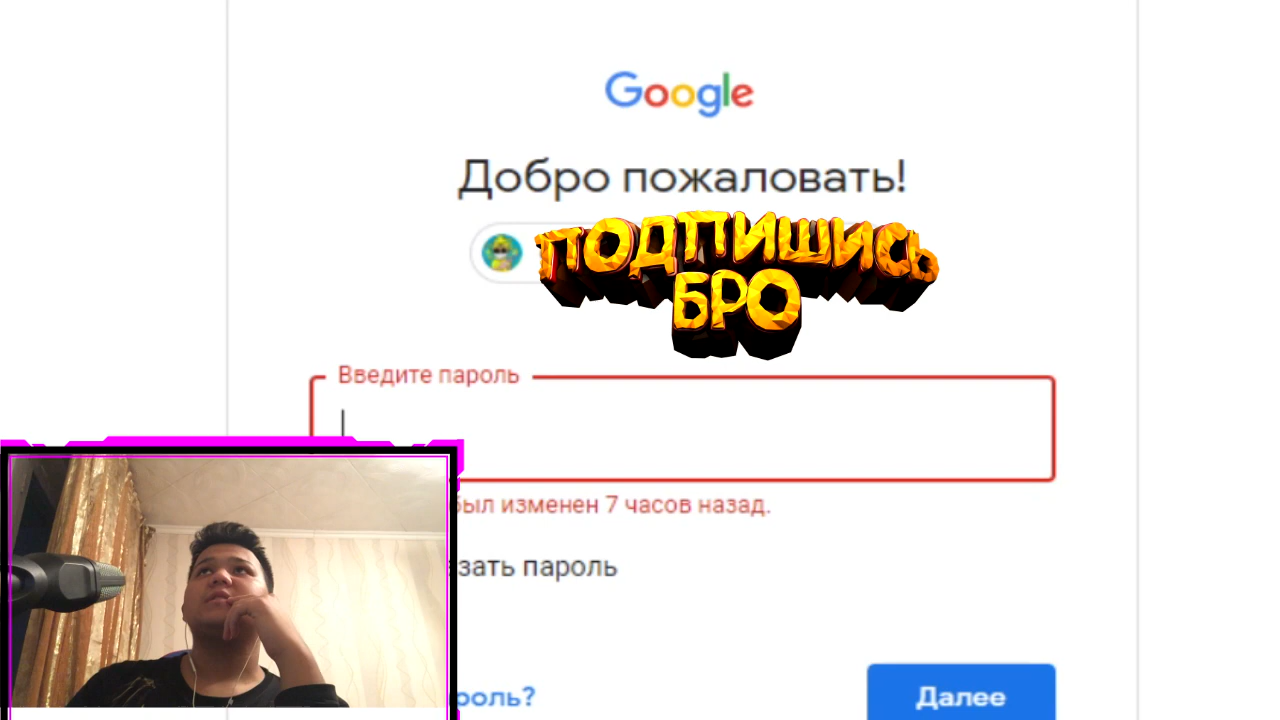 Google
Добро пожаловать!
ПОДПИШИСЬ
БРО
Введите пароль
был изменен 7 часов назад.
зать пароль
роль?
Далее